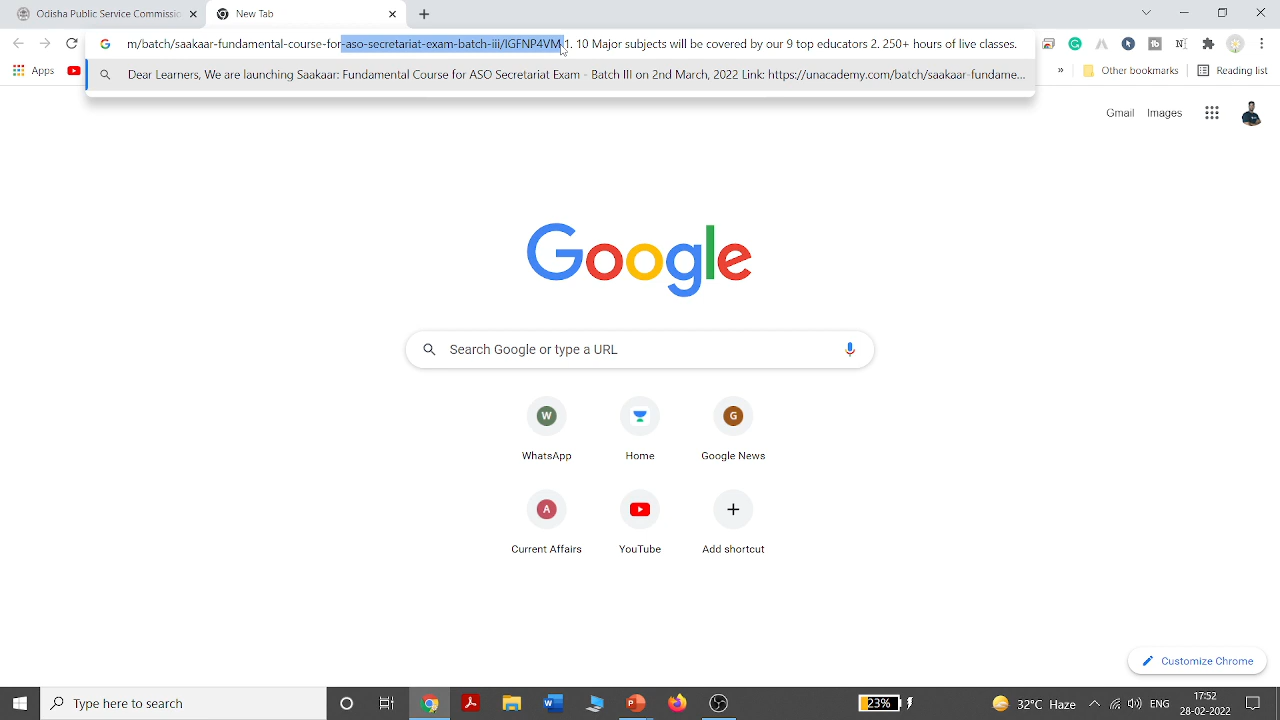 Odisha Public Service Commissic
New Tab
m/batch/saakaar-fundamental-course-for-aso-secretariat-exam-batch-iii/IGFNP4VM 1. 10 Major subjects will be covered by our 9 top educators 2. 250+ hours of live classes.
Apps
Dear Learners, We are launching Saakaar: Fundamental Course for ASO Secretariat Exam - Batch III on 2nd March, 2022 Link: https://unacademy.com/batch/saakaar-fundame...
»
Other bookmarks
Reading list
Gmail
Images
Google
Search Google or type a URL
W
G
WhatsApp
Home
Google News
A
Current Affairs
YouTube
Add shortcut
Customize Chrome
Type here to search
23%
32°C Haze
ENG
17:52
28-02-2022